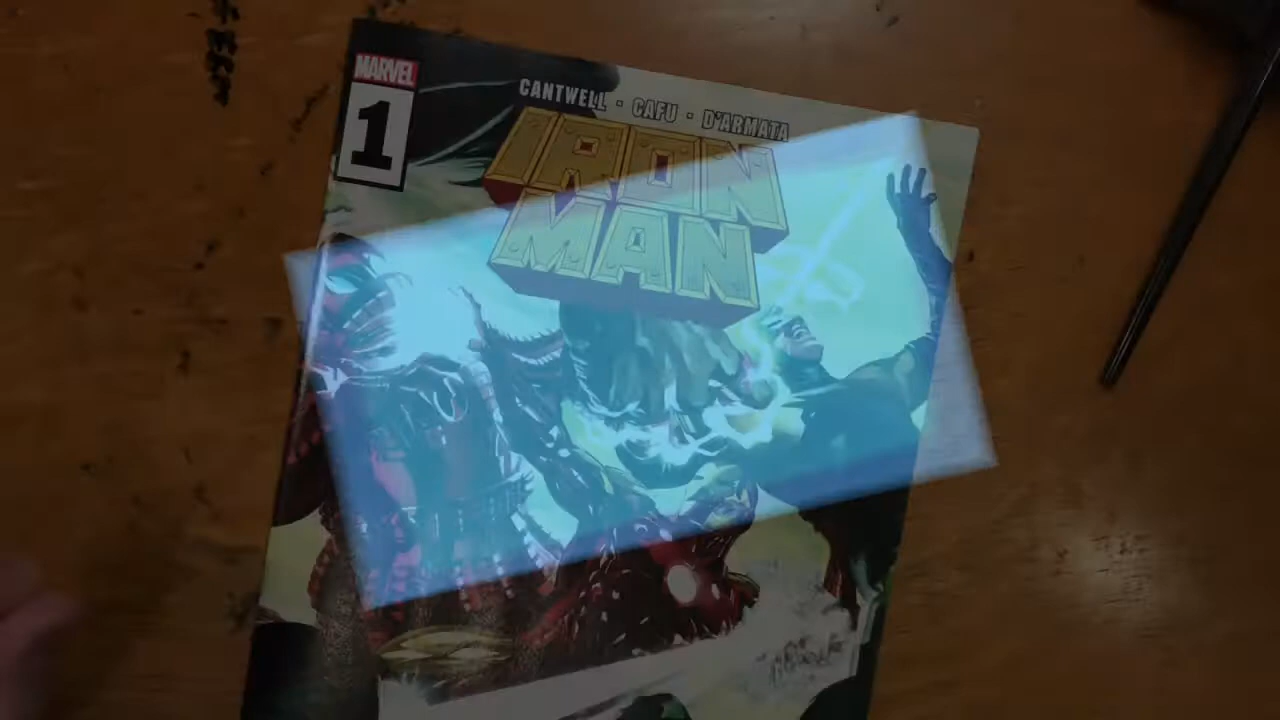 MARVEL
1
CANTWELL · CAFU · D'ARMATA
IRON
MAN